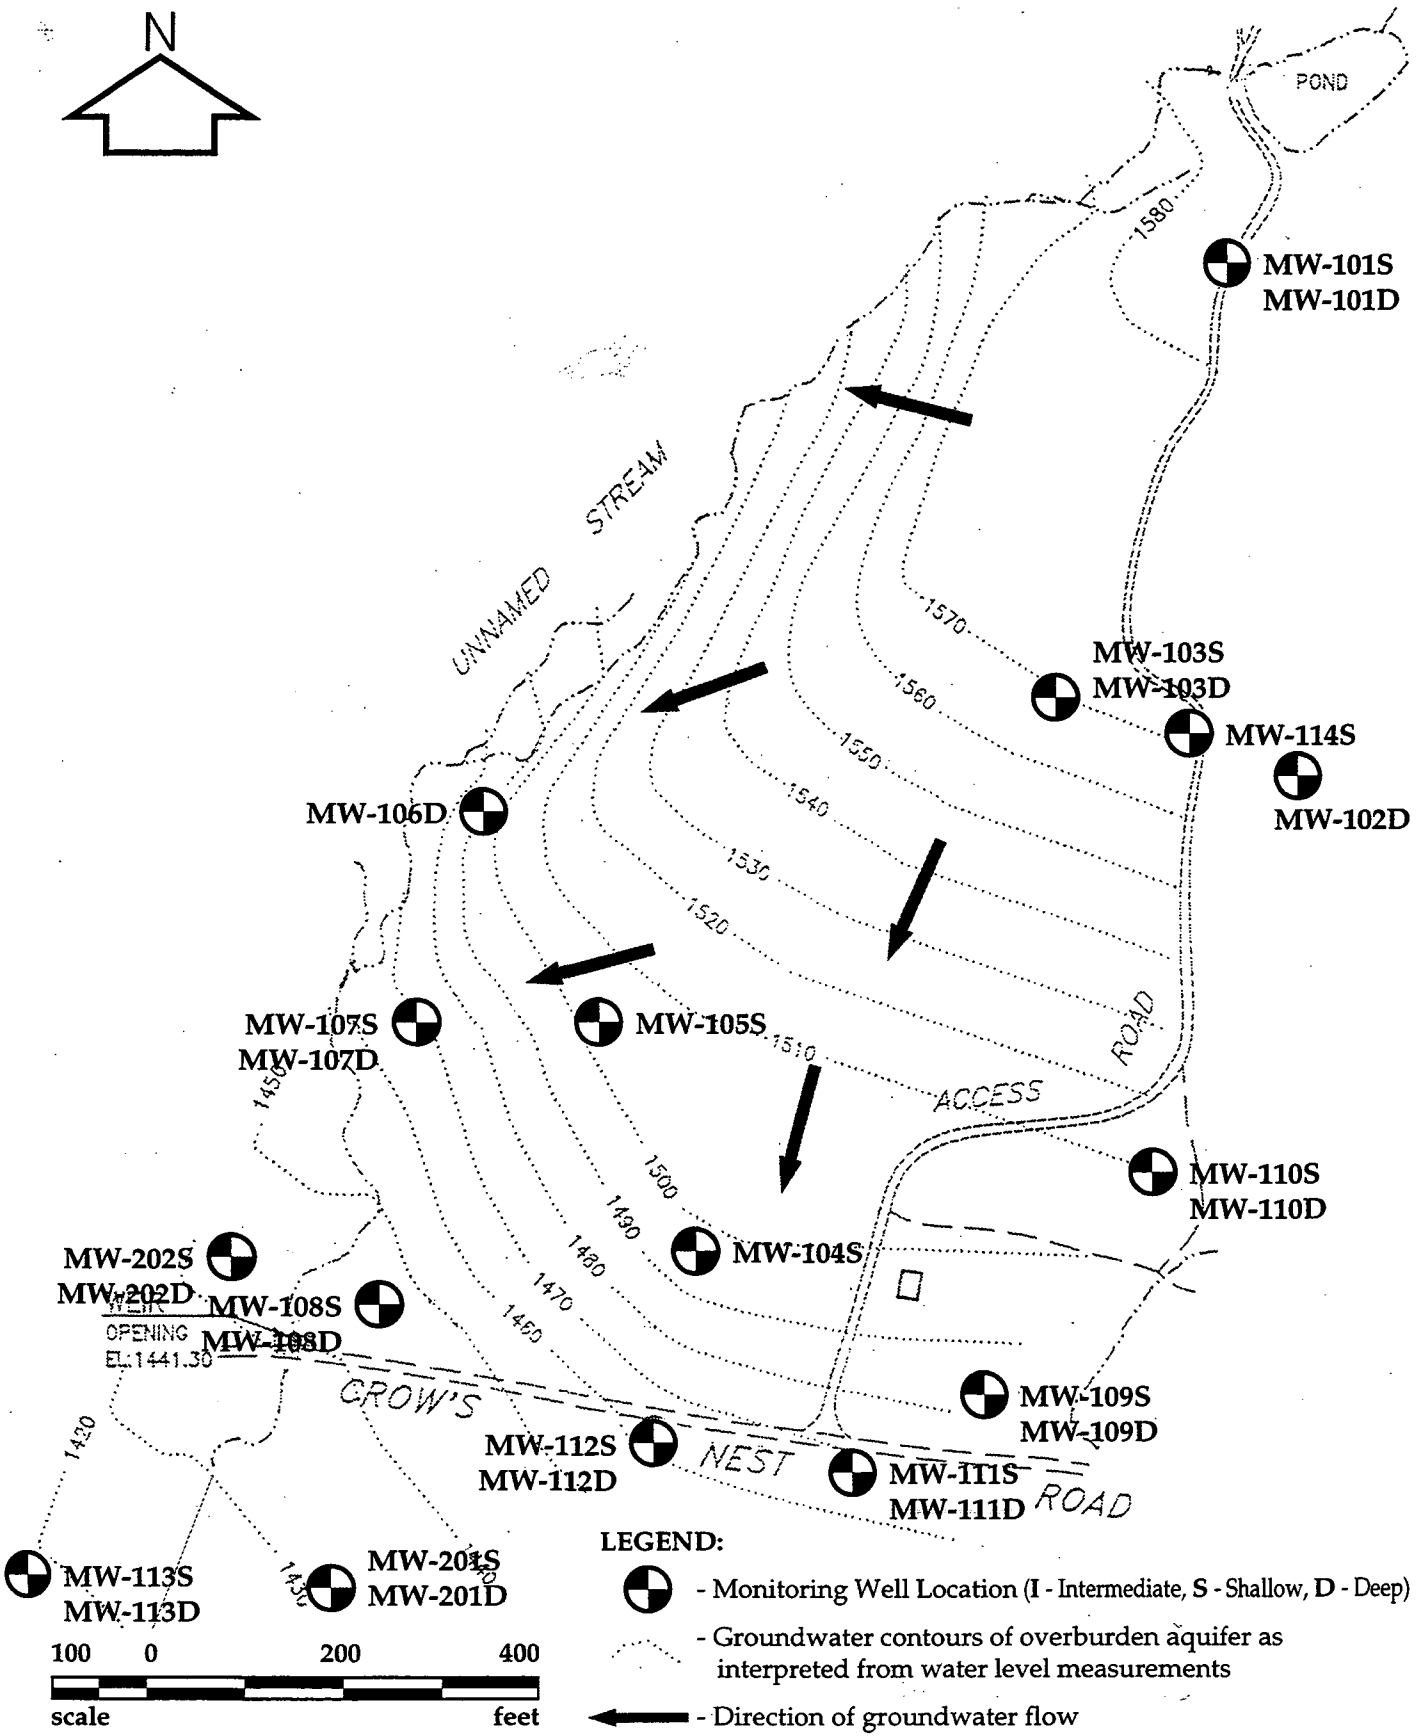 N
POND
1580
MW-101S
MW-101D
UNNAMED STREAM
1570
MW-103S
MW-103D
1560
MW-114S
1550
MW-102D
1540
MW-106D
1530
1520
MW-107S
MW-107D
MW-105S
1510
ACCESS ROAD
1450
1500
MW-110S
MW-110D
1490
MW-104S
MW-202S
MW-202D
1480
1470
MW-108S
MW-108D
1460
WEIR
OPENING
EL.1441.30
CROW'S NEST ROAD
MW-109S
MW-109D
1420
MW-112S
MW-112D
MW-111S
MW-111D
MW-113S
MW-113D
MW-201S
MW-201D
LEGEND:
- Monitoring Well Location (I - Intermediate, S - Shallow, D - Deep)
- Groundwater contours of overburden aquifer as
interpreted from water level measurements
- Direction of groundwater flow
100 0 200 400
scale feet